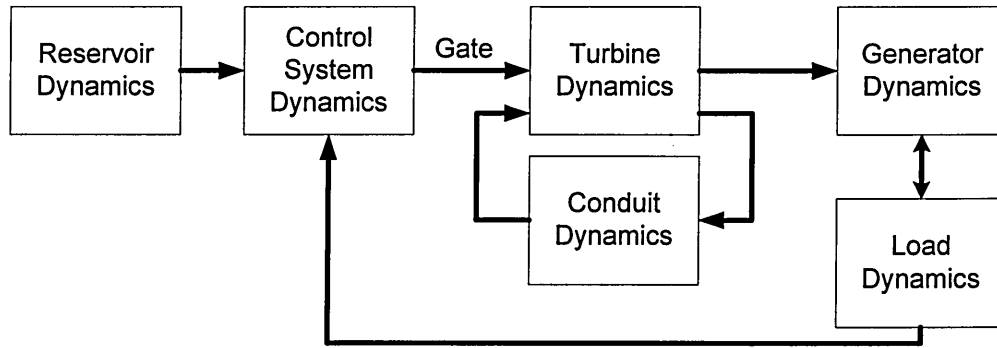 Reservoir
Dynamics
Control
System
Dynamics
Gate
Turbine
Dynamics
Generator
Dynamics
Conduit
Dynamics
Load
Dynamics